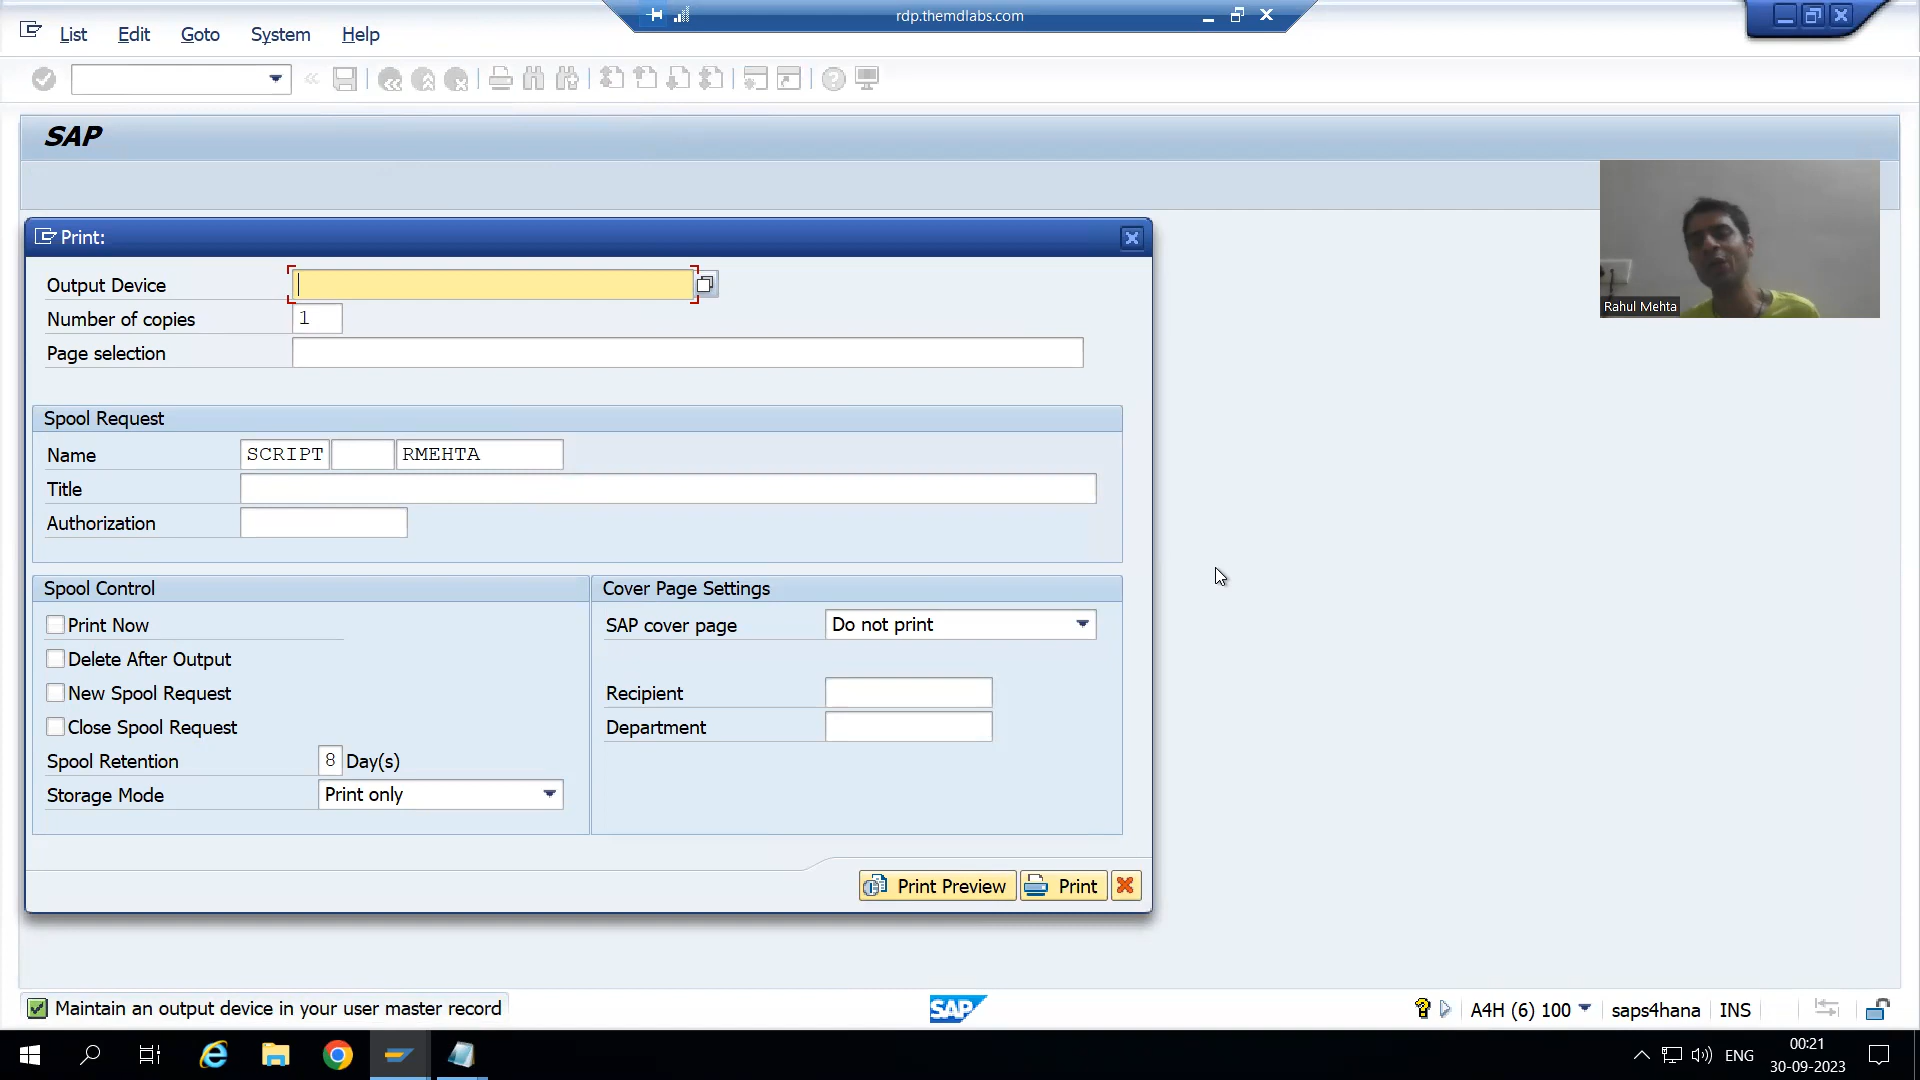 rdp.themdlabs.com
List Edit Goto System Help
SAP
Print:
Output Device
Number of copies 1
Page selection
Spool Request
Name SCRIPT RMEHTA
Title
Authorization
Spool Control
Print Now
Delete After Output
New Spool Request
Close Spool Request
Spool Retention 8 Day(s)
Storage Mode Print only
Cover Page Settings
SAP cover page Do not print
Recipient
Department
Print Preview Print
Rahul Mehta
Maintain an output device in your user master record
SAP
A4H (6) 100 saps4hana INS
ENG
00:21
30-09-2023